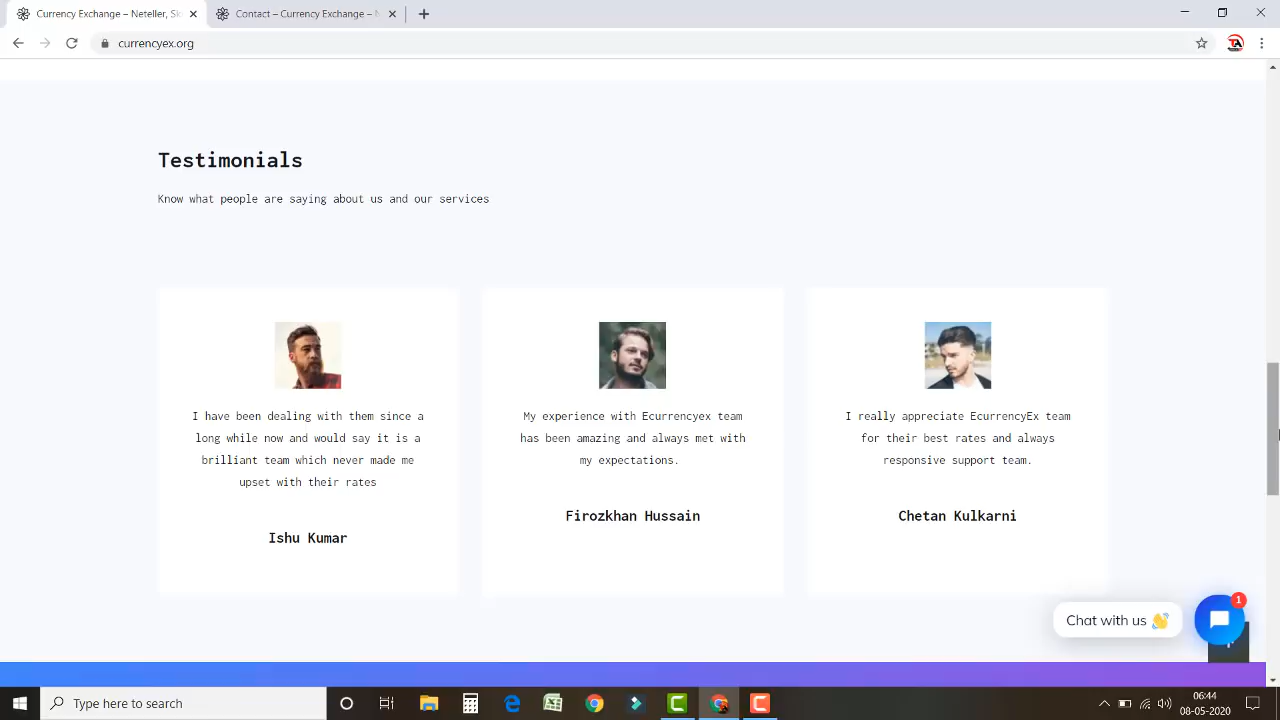 Currency Exchange – Neteller, Sk
Contact – Currency Exchange – N
currencyex.org
Testimonials
Know what people are saying about us and our services
I have been dealing with them since a
long while now and would say it is a
brilliant team which never made me
upset with their rates
Ishu Kumar
My experience with Ecurrencyex team
has been amazing and always met with
my expectations.
Firozkhan Hussain
I really appreciate EcurrencyEx team
for their best rates and always
responsive support team.
Chetan Kulkarni
Chat with us 👋
1
Type here to search
06:44
08-05-2020